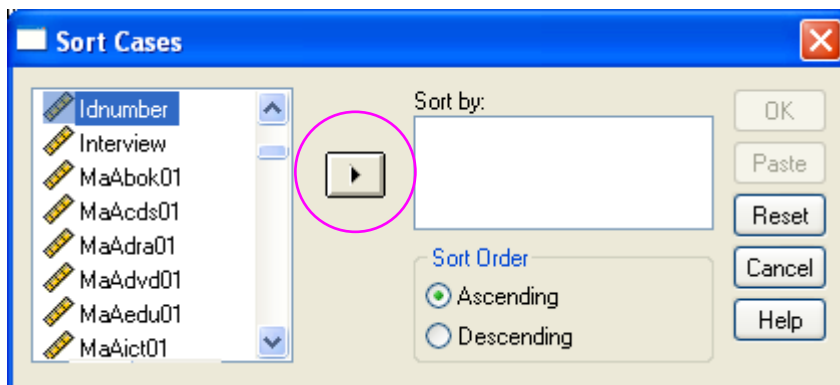 Sort Cases
Idnumber
Interview
MaAbok01
MaAcds01
MaAdra01
MaAdvd01
MaAedu01
MaAict01
Sort by:
Sort Order
Ascending
Descending
OK
Paste
Reset
Cancel
Help